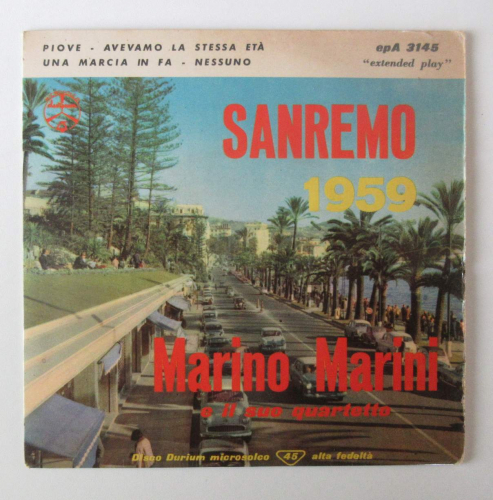 PIOVE - AVEVAMO LA STESSA ETÀ
UNA MARCIA IN FA - NESSUNO
epA 3145
"extended play"
SANREMO
1959
Marino Marini
e il suo quartetto
Disco Durium microsolco 45 alta fedeltà